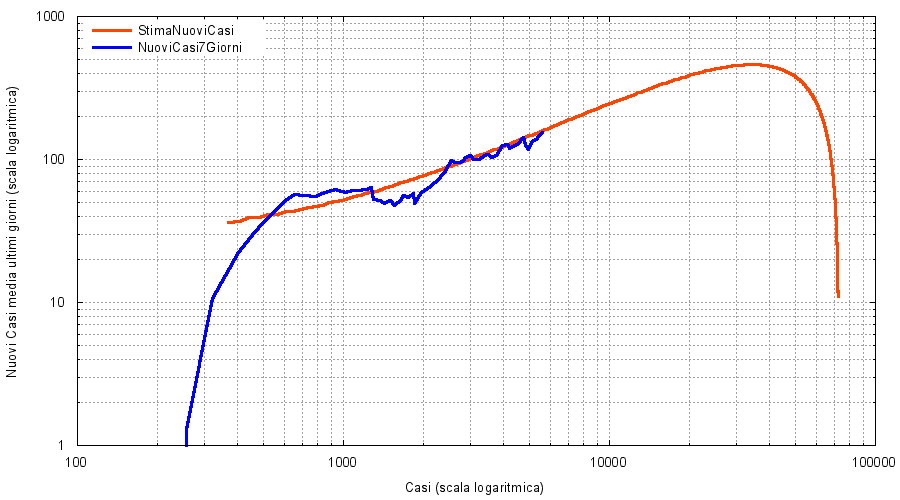 1000
StimaNuoviCasi
NuoviCasi7Giorni
100
10
1
100
1000
10000
100000
Nuovi Casi media ultimi giorni (scala logaritmica)
Casi (scala logaritmica)